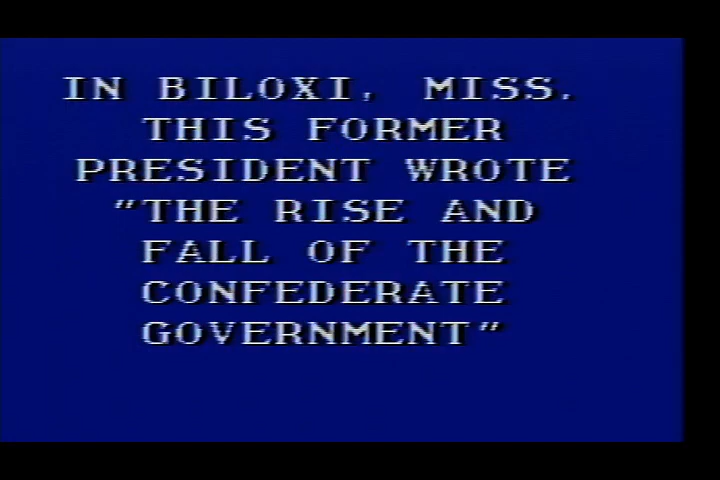 IN BILOXI, MISS.
THIS FORMER
PRESIDENT WROTE
"THE RISE AND
FALL OF THE
CONFEDERATE
GOVERNMENT"